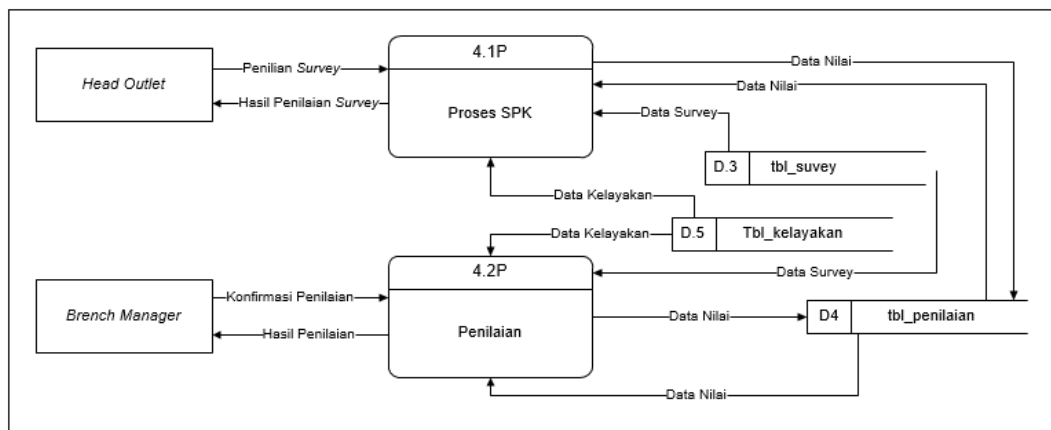 4.1P
Data Nilai
Head Outlet
Penilian Survey
Data Nilai
Hasil Penilaian Survey
Proses SPK
Data Survey
D.3
tbl_suvey
Data Kelayakan
D.5
Tbl_kelayakan
Data Kelayakan
4.2P
Data Survey
Konfirmasi Penilaian
Brench Manager
Data Nilai
D4
tbl_penilaian
Hasil Penilaian
Penilaian
Data Nilai